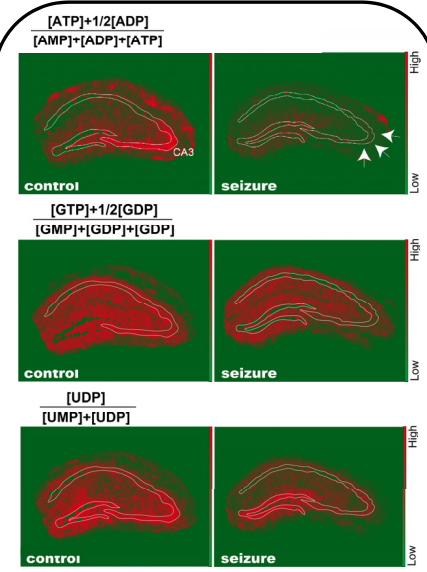 [ATP]+1/2[ADP]
[AMP]+[ADP]+[ATP]
High
CA3
control
seizure
Low
[GTP]+1/2[GDP]
[GMP]+[GDP]+[GDP]
High
control
seizure
Low
[UDP]
[UMP]+[UDP]
High
control
seizure
Low